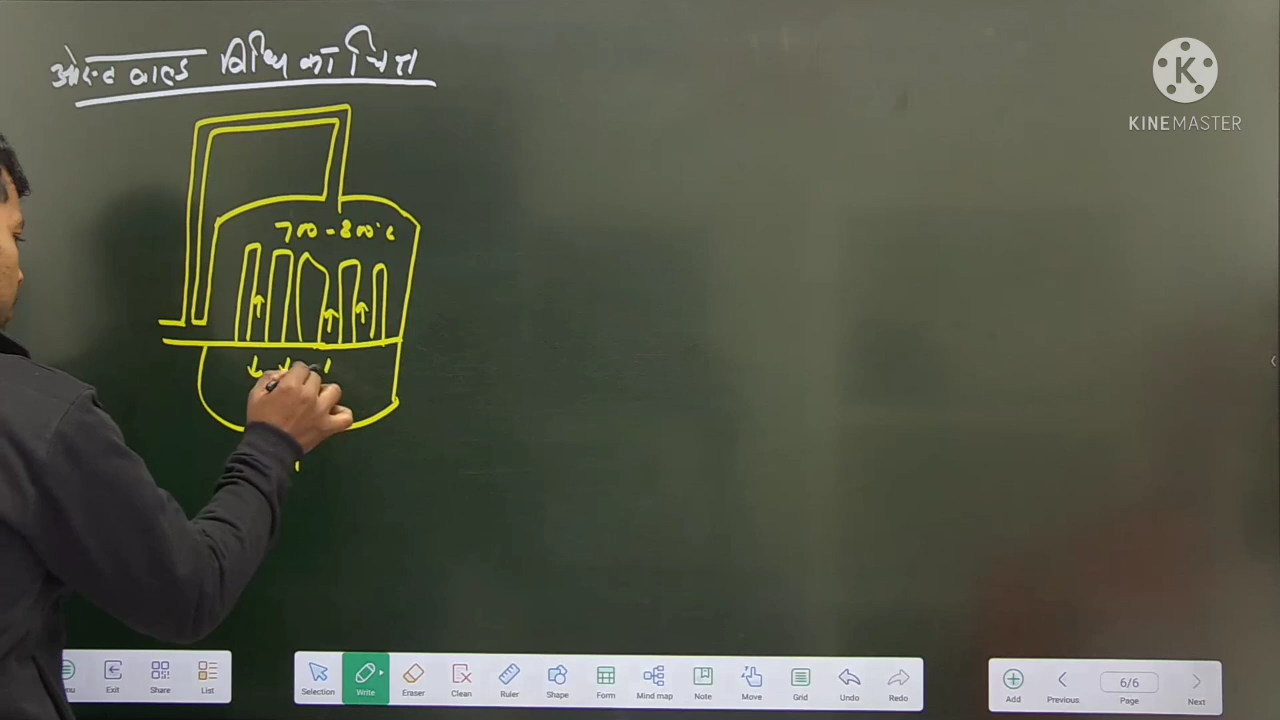 ओस्टवाल्ड विधि का चित्र
KINEMASTER
700-800°c
Exit
Share
List
Selection
Write
Eraser
Clean
Ruler
Shape
Form
Mind map
Note
Move
Grid
Undo
Redo
Add
Previous
6/6
Page
Next